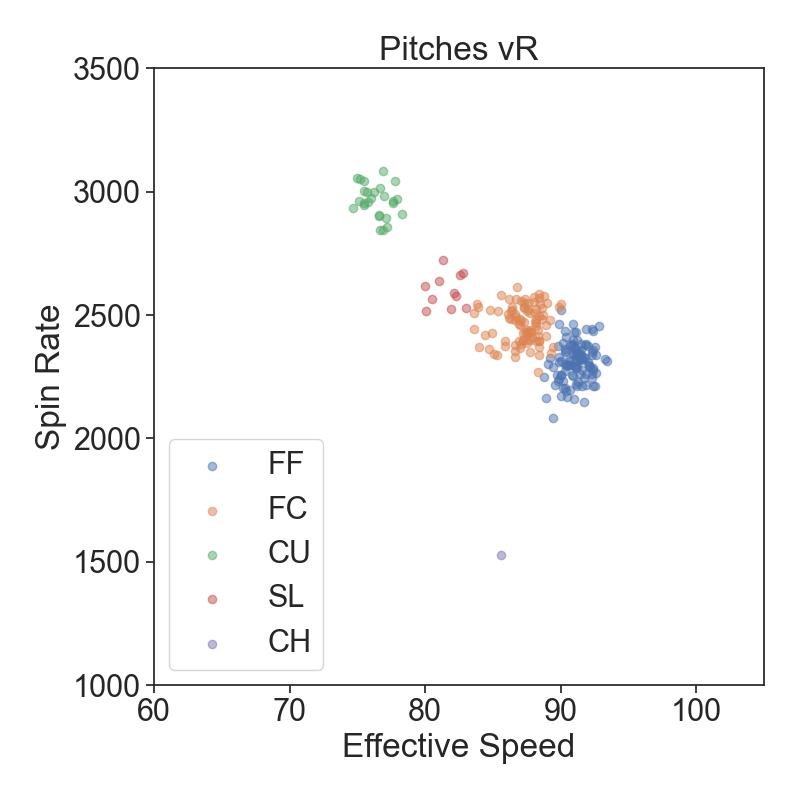 Pitches vR
3500
3000
2500
2000
1500
1000
Spin Rate
FF
FC
CU
SL
CH
60 70 80 90 100
Effective Speed